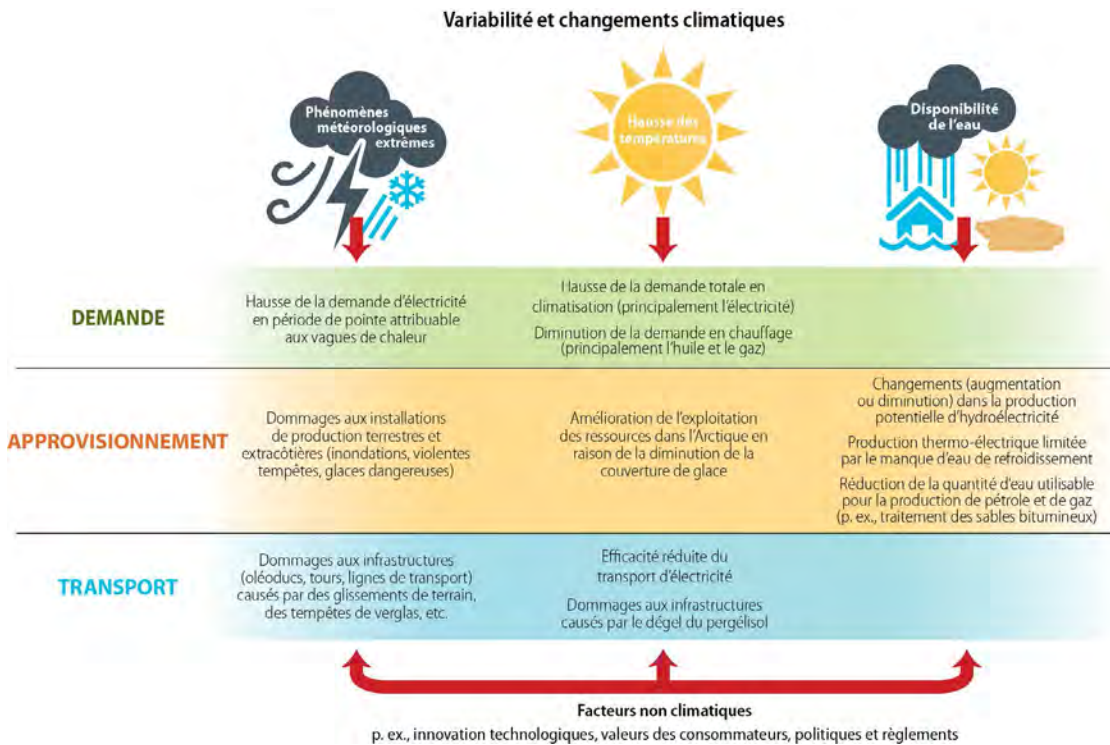 Variabilité et changements climatiques
Phénomènes
météorologiques
extrêmes
Hausse des
températures
Disponibilité
de l'eau
DEMANDE
Hausse de la demande d'électricité
en période de pointe attribuable
aux vagues de chaleur
Hausse de la demande totale en
climatisation (principalement l'électricité)
Diminution de la demande en chauffage
(principalement l'huile et le gaz)
APPROVISIONNEMENT
Dommages aux installations
de production terrestres et
extracôtières (inondations, violentes
tempêtes, glaces dangereuses)
Amélioration de l'exploitation
des ressources dans l'Arctique en
raison de la diminution de la
couverture de glace
Changements (augmentation
ou diminution) dans la production
potentielle d'hydroélectricité
Production thermo-électrique limitée
par le manque d'eau de refroidissement
Réduction de la quantité d'eau utilisable
pour la production de pétrole et de gaz
(p. ex., traitement des sables bitumineux)
TRANSPORT
Dommages aux infrastructures
(oléoducs, tours, lignes de transport)
causés par des glissements de terrain,
des tempêtes de verglas, etc.
Efficacité réduite du
transport d'électricité
Dommages aux infrastructures
causés par le dégel du pergélisol
Facteurs non climatiques
p. ex., innovation technologiques, valeurs des consommateurs, politiques et règlements